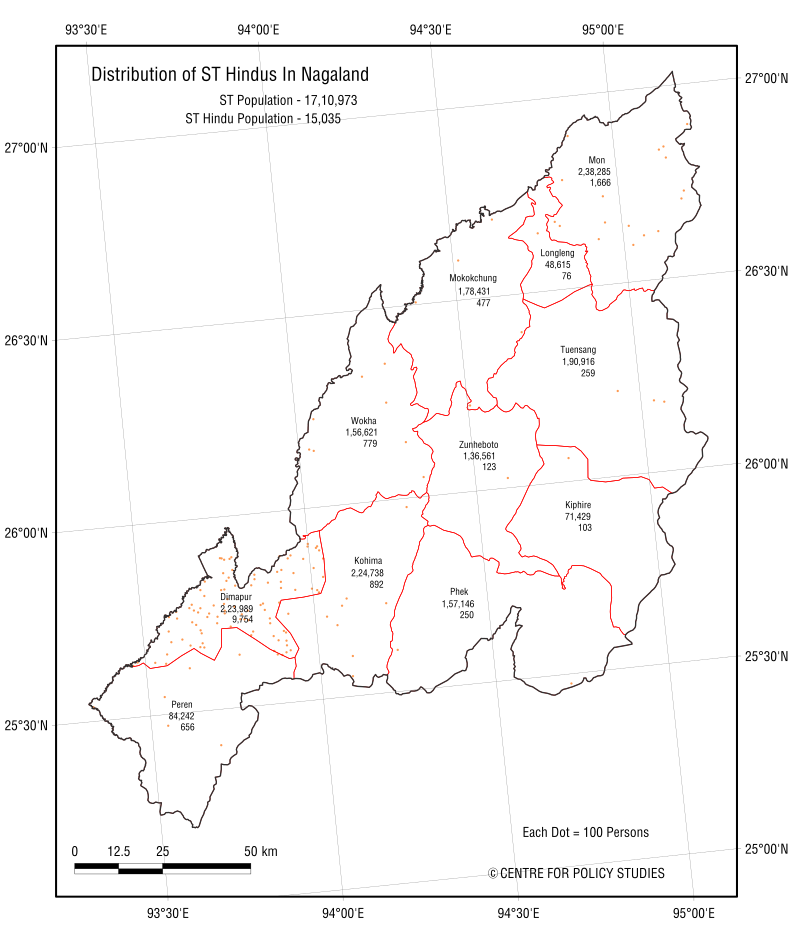 93°30'E 94°00'E 94°30'E 95°00'E
Distribution of ST Hindus In Nagaland
ST Population - 17,10,973
ST Hindu Population - 15,035
27°00'N
27°00'N
Mon
2,38,285
1,666
Longleng
48,615
76
Mokokchung
1,78,431
477
26°30'N
26°30'N
Tuensang
1,90,916
259
Wokha
1,56,621
779
Zunheboto
1,36,561
123
26°00'N
26°00'N
Kiphire
71,429
103
Kohima
2,24,738
892
Phek
1,57,146
250
Dimapur
2,23,989
9,754
25°30'N
25°30'N
Peren
84,242
656
Each Dot = 100 Persons
0 12.5 25 50 km
25°00'N
© CENTRE FOR POLICY STUDIES
93°30'E 94°00'E 94°30'E 95°00'E